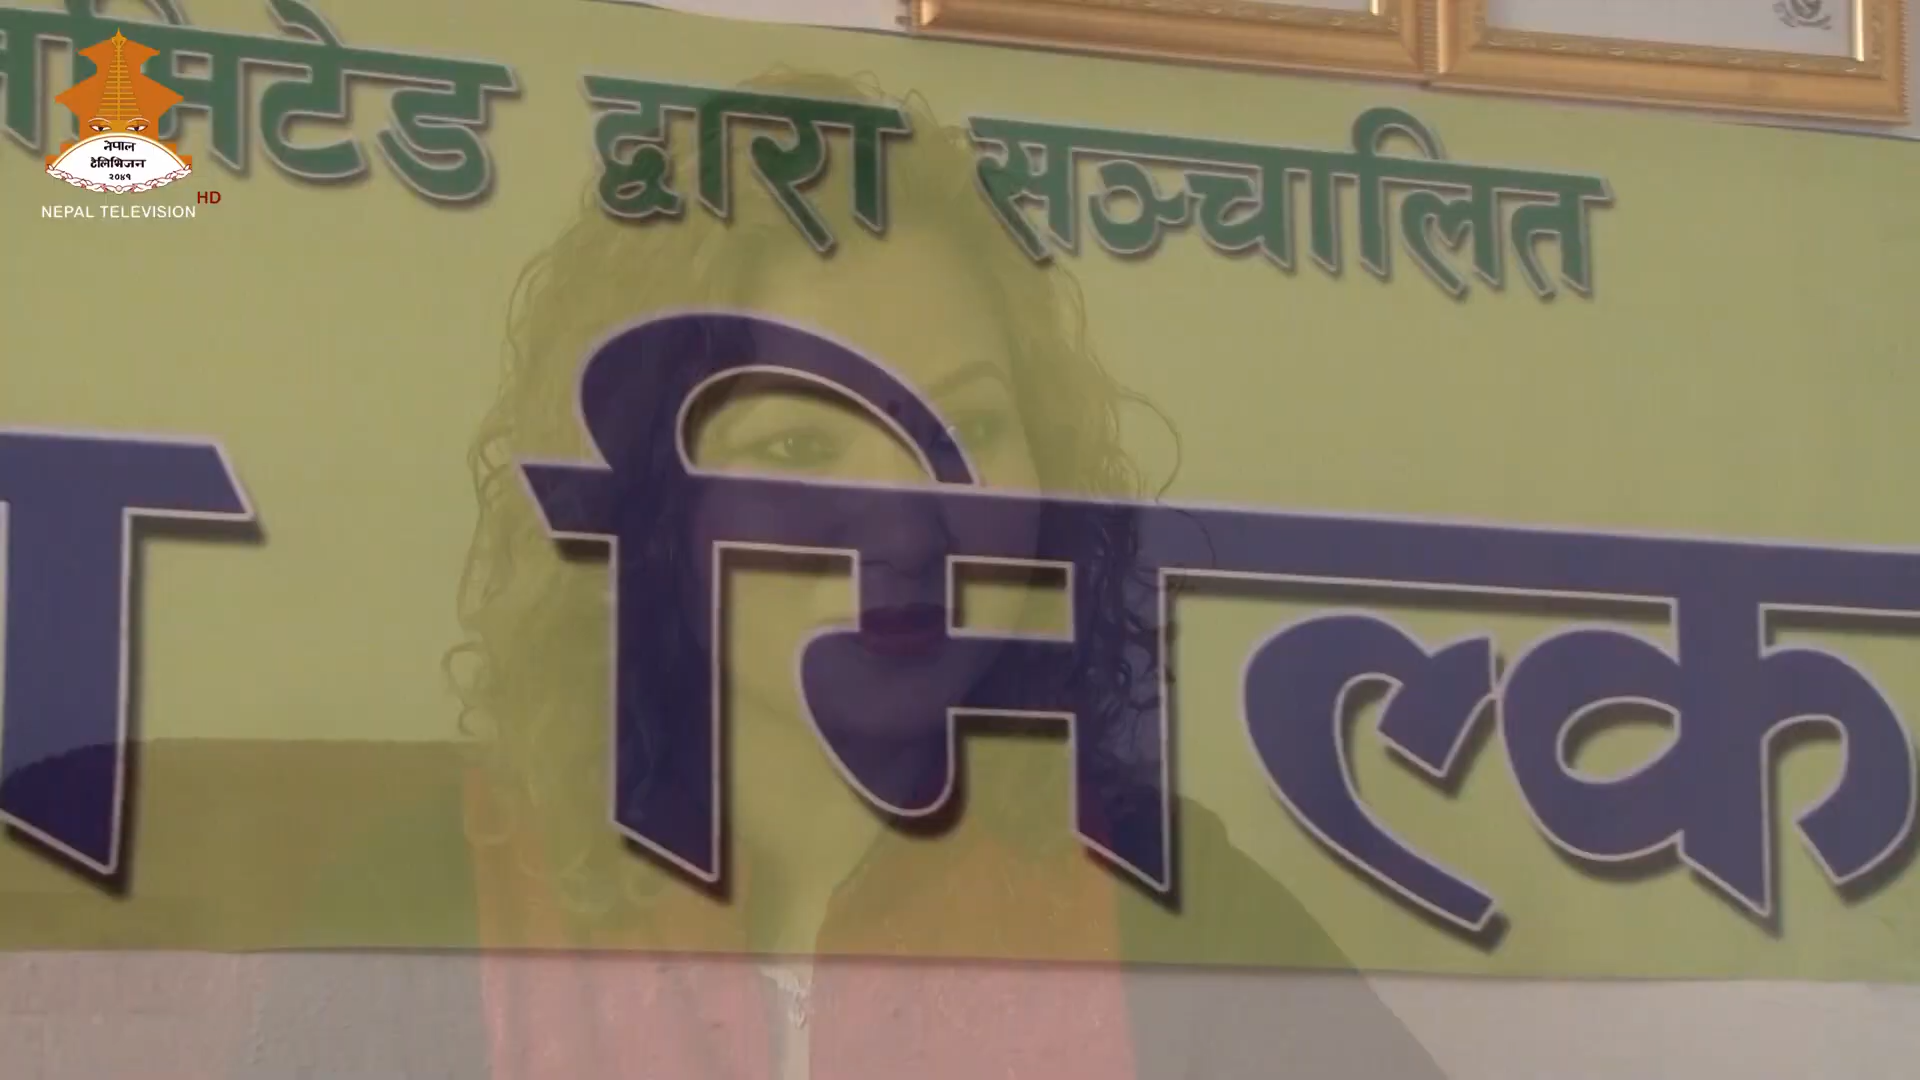 नेपाल
टेलिभिजन
२०४१
HD
NEPAL TELEVISION
द्वारा सञ्चालित
मिल्क